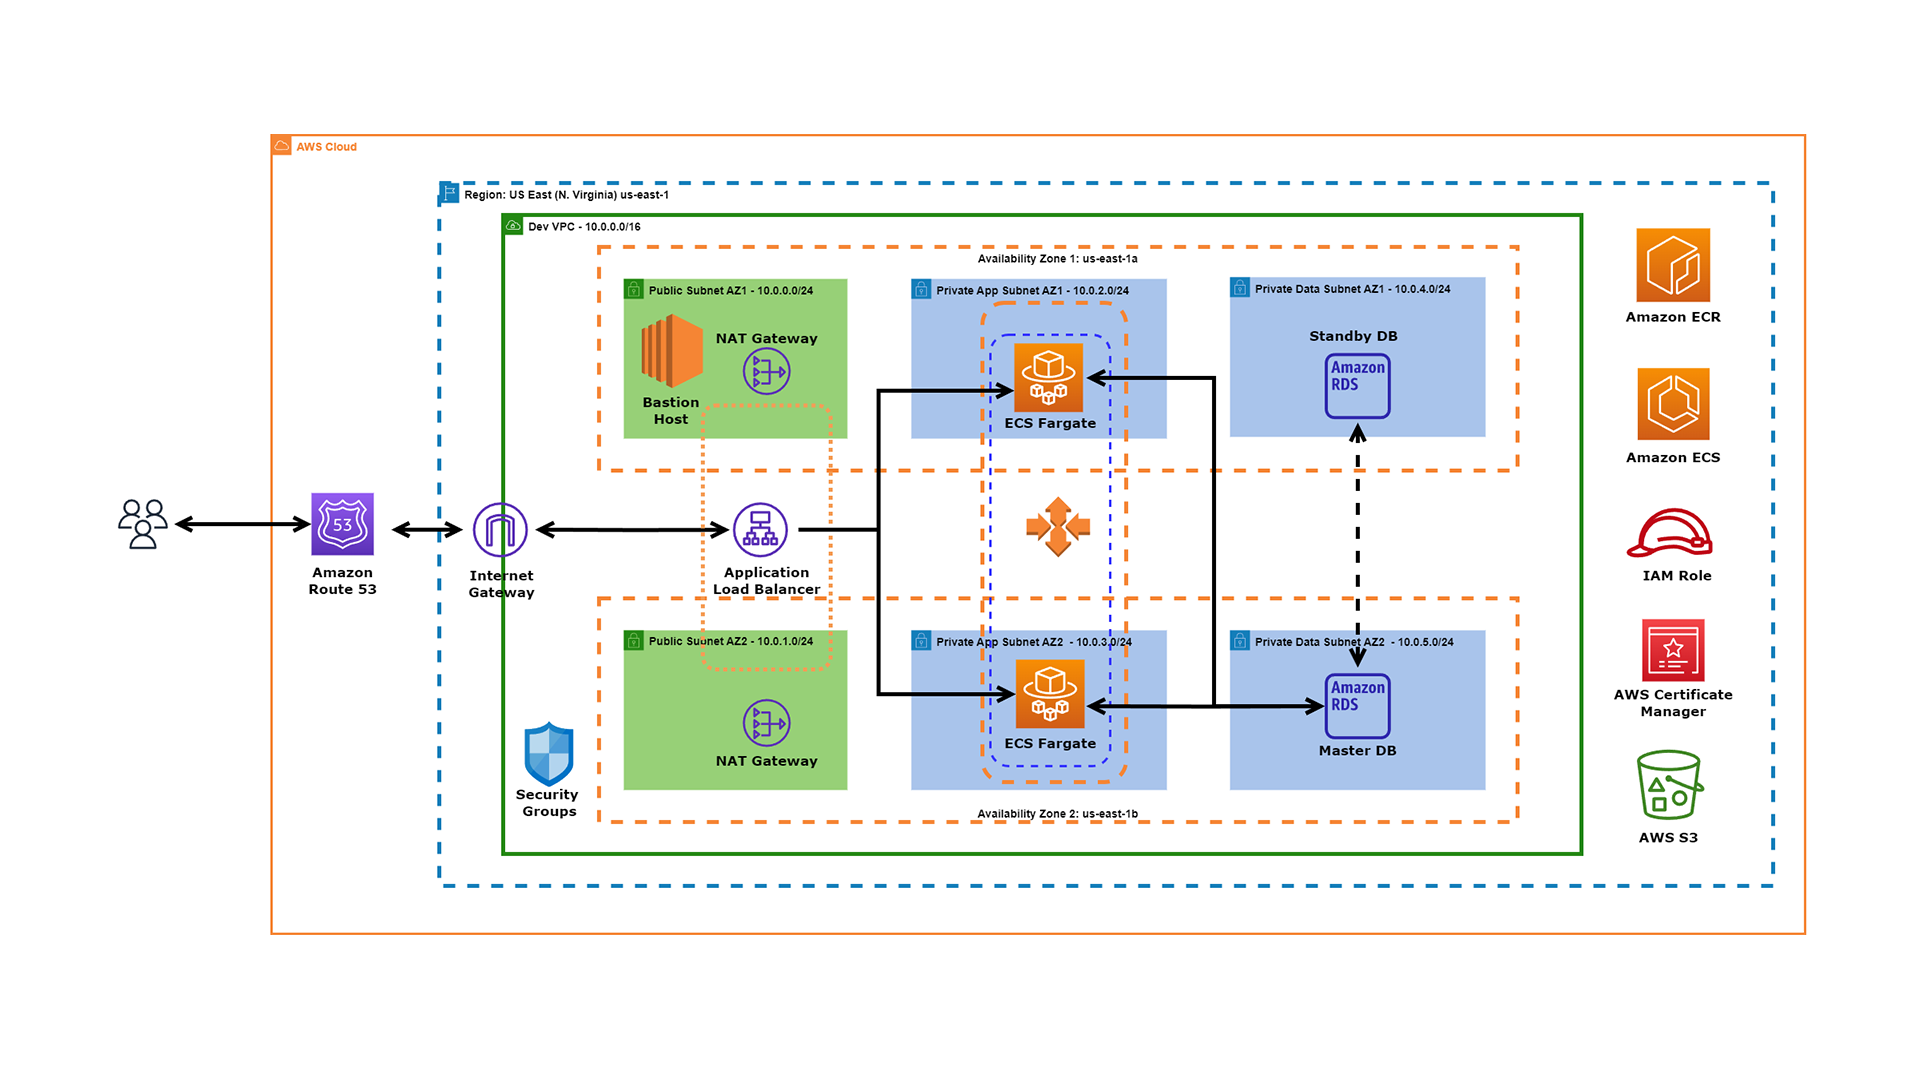 AWS Cloud
Region: US East (N. Virginia) us-east-1
Dev VPC - 10.0.0.0/16
Availability Zone 1: us-east-1a
Public Subnet AZ1 - 10.0.0.0/24
NAT Gateway
Bastion
Host
Private App Subnet AZ1 - 10.0.2.0/24
ECS Fargate
Private Data Subnet AZ1 - 10.0.4.0/24
Standby DB
Amazon
RDS
53
Amazon
Route 53
Internet
Gateway
Application
Load Balancer
Public Subnet AZ2 - 10.0.1.0/24
NAT Gateway
Private App Subnet AZ2 - 10.0.3.0/24
ECS Fargate
Private Data Subnet AZ2 - 10.0.5.0/24
Amazon
RDS
Master DB
Security
Groups
Availability Zone 2: us-east-1b
Amazon ECR
Amazon ECS
IAM Role
AWS Certificate
Manager
AWS S3